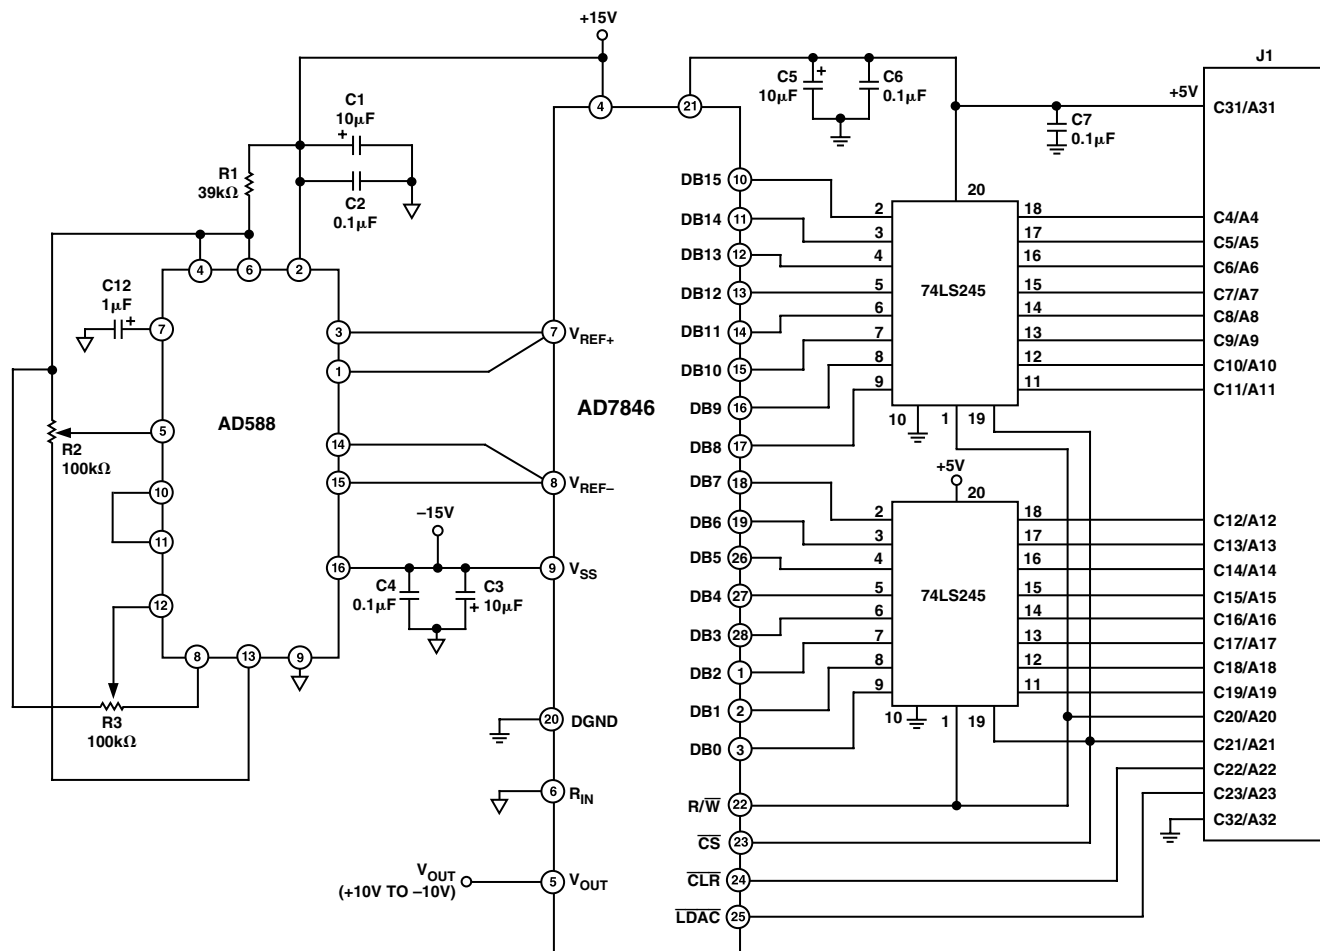 +15V
J1
C1
10µF
+
C2
0.1µF
R1
39kΩ
4
21
C5
10µF
+
C6
0.1µF
+5V
C31/A31
C7
0.1µF
4
6
2
C12
1µF
+
7
3
1
5
R2
100kΩ
AD588
14
15
10
11
16
12
8
13
9
R3
100kΩ
–15V
C4
0.1µF
C3
+ 10µF
7
VREF+
AD7846
8
VREF–
9
VSS
20
DGND
6
RIN
VOUT
(+10V TO –10V)
5
VOUT
DB15 10
DB14 11
DB13 12
DB12 13
DB11 14
DB10 15
DB9 16
DB8 17
DB7 18
DB6 19
DB5 26
DB4 27
DB3 28
DB2 1
DB1 2
DB0 3
R/W 22
CS 23
CLR 24
LDAC 25
20
2 18 C4/A4
3 17 C5/A5
4 16 C6/A6
5 74LS245 15 C7/A7
6 14 C8/A8
7 13 C9/A9
8 12 C10/A10
9 11 C11/A11
10 1 19
+5V
20
2 18 C12/A12
3 17 C13/A13
4 16 C14/A14
5 74LS245 15 C15/A15
6 14 C16/A16
7 13 C17/A17
8 12 C18/A18
9 11 C19/A19
10 1 19
C20/A20
C21/A21
C22/A22
C23/A23
C32/A32